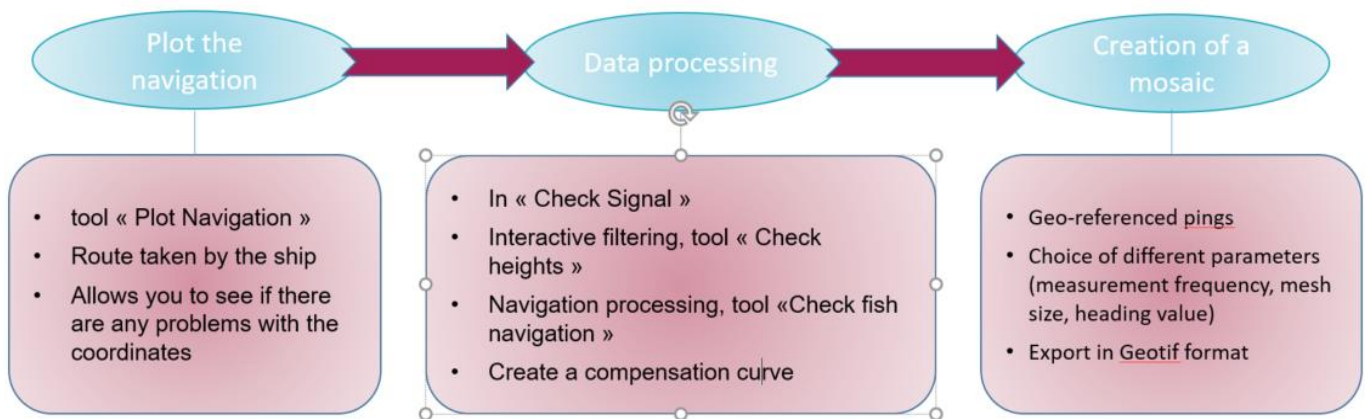 Plot the
navigation
Data processing
Creation of a
mosaic
• tool « Plot Navigation »
• Route taken by the ship
• Allows you to see if there
are any problems with the
coordinates
• In « Check Signal »
• Interactive filtering, tool « Check
heights »
• Navigation processing, tool «Check fish
navigation »
• Create a compensation curve
• Geo-referenced pings
• Choice of different parameters
(measurement frequency, mesh
size, heading value)
• Export in Geotif format